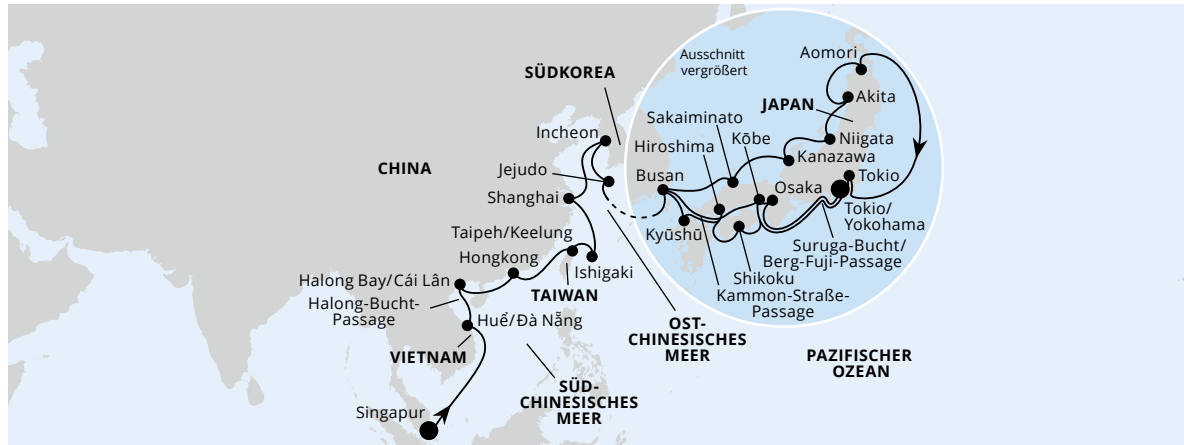 Ausschnitt
vergrößert
Aomori
SÜDKOREA
Akita
JAPAN
Sakaiminato
Incheon
Kōbe
Niigata
Hiroshima
CHINA
Kanazawa
Jejudo
Busan
Tokio
Osaka
Shanghai
Tokio/
Yokohama
Kyūshū
Taipeh/Keelung
Suruga-Bucht/
Berg-Fuji-Passage
Hongkong
Ishigaki
Shikoku
Halong Bay/Cái Lân
TAIWAN
Kammon-Straße-
Passage
Halong-Bucht-
Passage
Huể/Đà Nẵng
OST-
CHINESISCHES
MEER
VIETNAM
PAZIFISCHER
OZEAN
SÜD-
CHINESISCHES
MEER
Singapur